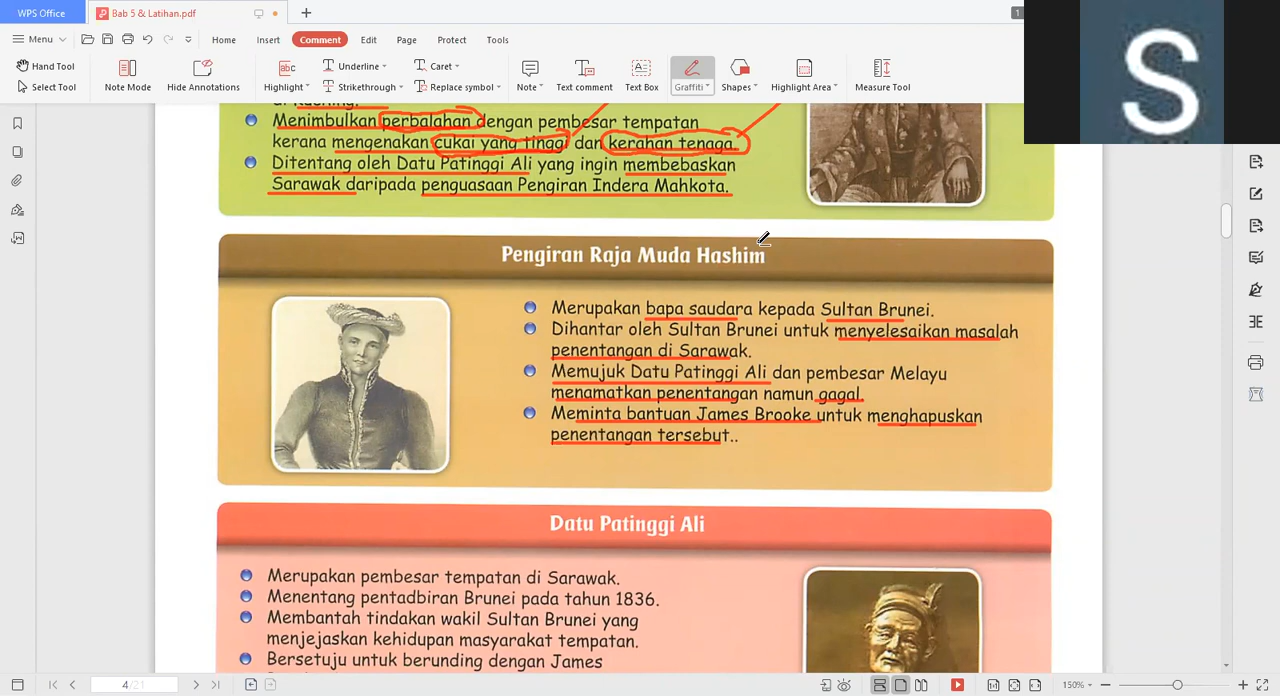 WPS Office
Bab 5 & Latihan.pdf
1
Menu
Home
Insert
Comment
Edit
Page
Protect
Tools
Hand Tool
Select Tool
Note Mode
Hide Annotations
abc
Highlight
Underline
Strikethrough
Caret
Replace symbol
Note
Text comment
Text Box
Graffiti
Shapes
Highlight Area
Measure Tool
S
di Kuching.
Menimbulkan perbalahan dengan pembesar tempatan
kerana mengenakan cukai yang tinggi dan kerahan tenaga.
Ditentang oleh Datu Patinggi Ali yang ingin membebaskan
Sarawak daripada penguasaan Pengiran Indera Mahkota.
Pengiran Raja Muda Hashim
Merupakan bapa saudara kepada Sultan Brunei.
Dihantar oleh Sultan Brunei untuk menyelesaikan masalah
penentangan di Sarawak.
Memujuk Datu Patinggi Ali dan pembesar Melayu
menamatkan penentangan namun gagal.
Meminta bantuan James Brooke untuk menghapuskan
penentangan tersebut..
Datu Patinggi Ali
Merupakan pembesar tempatan di Sarawak.
Menentang pentadbiran Brunei pada tahun 1836.
Membantah tindakan wakil Sultan Brunei yang
menjejaskan kehidupan masyarakat tempatan.
Bersetuju untuk berunding dengan James
4/21
150%